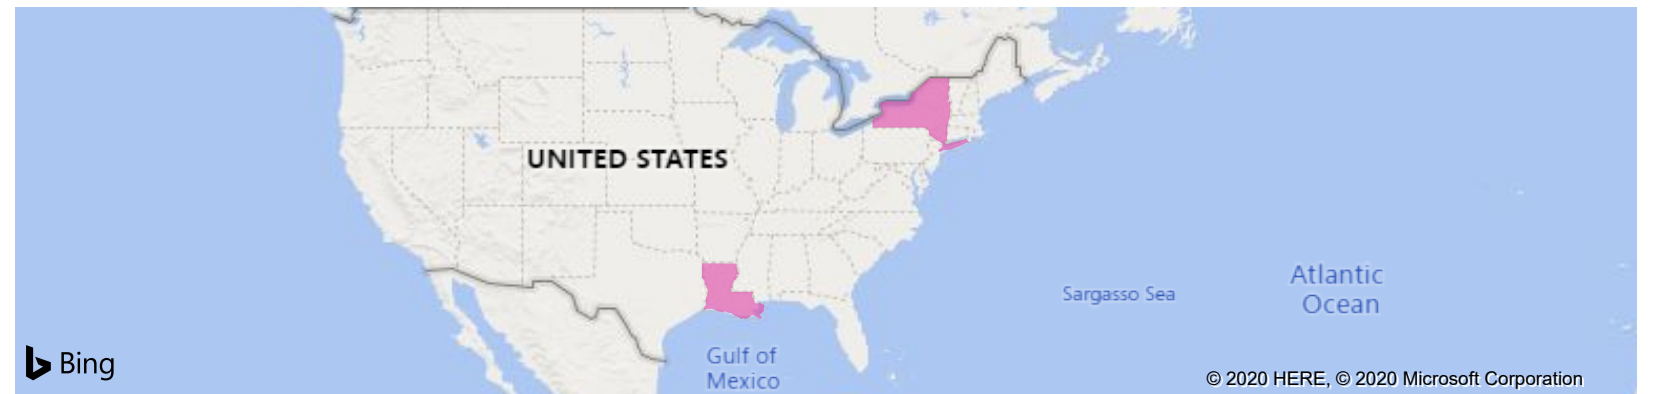 UNITED STATES
Atlantic
Ocean
Sargasso Sea
Gulf of
Mexico
Bing
© 2020 HERE, © 2020 Microsoft Corporation